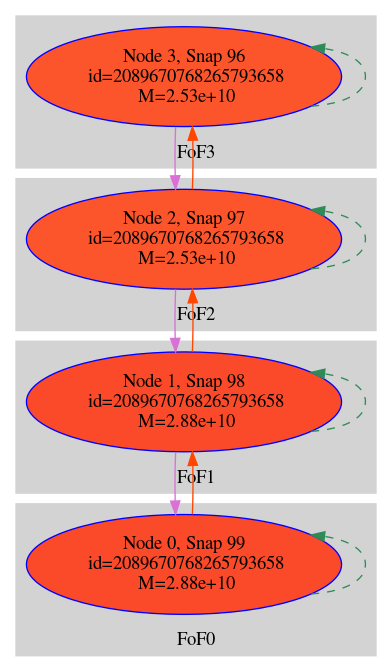 Node 3, Snap 96
id=2089670768265793658
M=2.53e+10
FoF3
Node 2, Snap 97
id=2089670768265793658
M=2.53e+10
FoF2
Node 1, Snap 98
id=2089670768265793658
M=2.88e+10
FoF1
Node 0, Snap 99
id=2089670768265793658
M=2.88e+10
FoF0